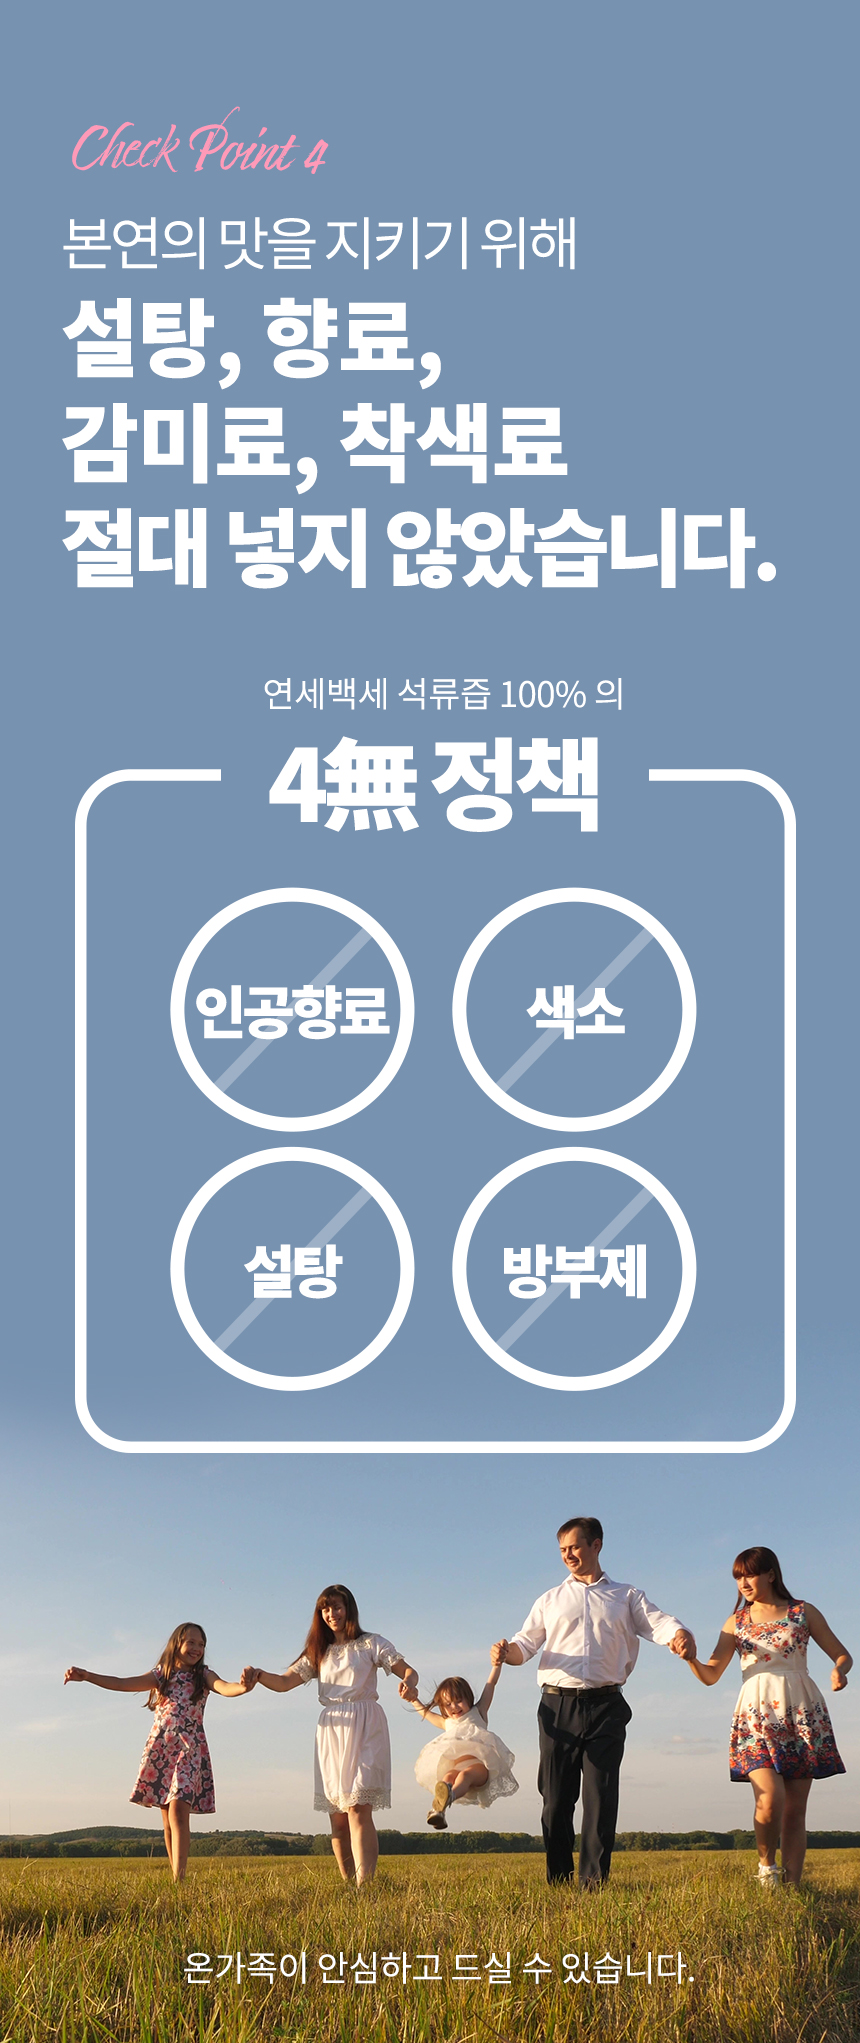 Check Point 4
본연의 맛을 지키기 위해
설탕, 향료,
감미료, 착색료
절대 넣지 않았습니다.
연세백세 석류즙 100% 의
4無 정책
인공향료
색소
설탕
방부제
온가족이 안심하고 드실 수 있습니다.